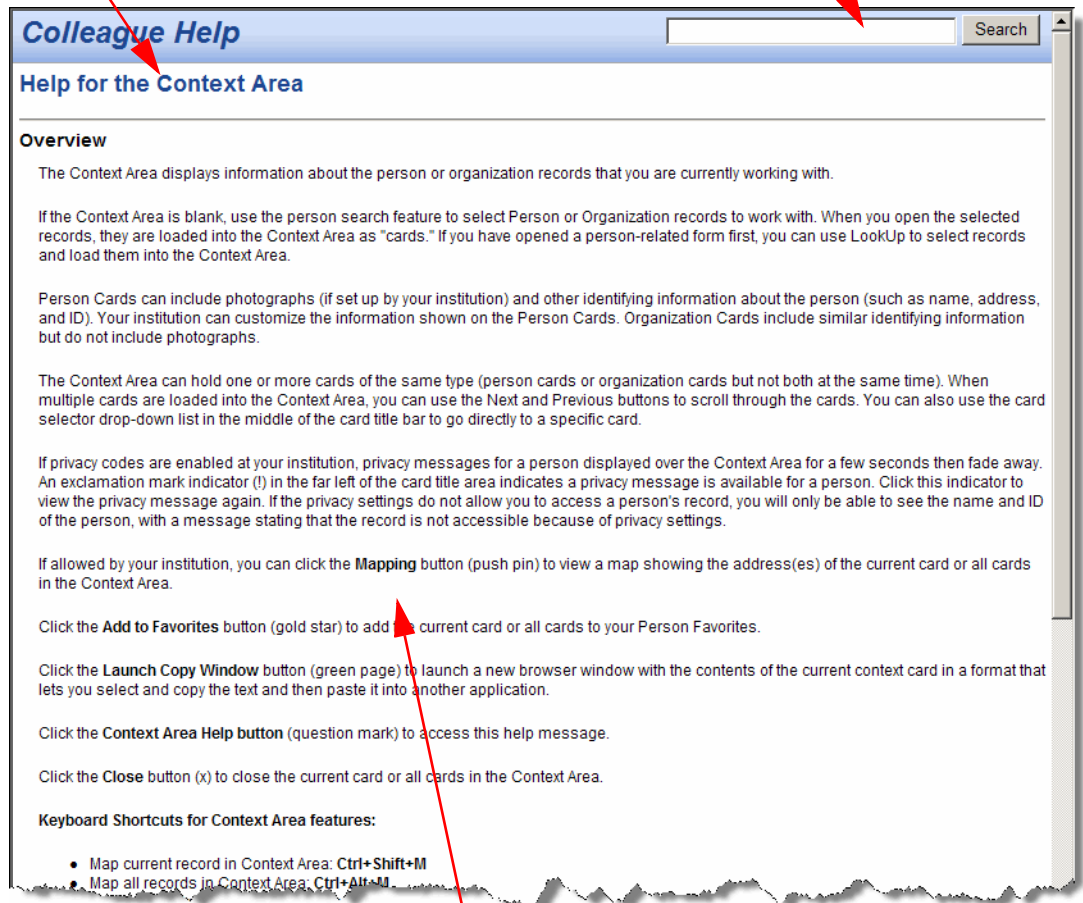 Colleague Help
Search
Help for the Context Area
Overview
The Context Area displays information about the person or organization records that you are currently working with.
If the Context Area is blank, use the person search feature to select Person or Organization records to work with. When you open the selected
records, they are loaded into the Context Area as "cards." If you have opened a person-related form first, you can use LookUp to select records
and load them into the Context Area.
Person Cards can include photographs (if set up by your institution) and other identifying information about the person (such as name, address,
and ID). Your institution can customize the information shown on the Person Cards. Organization Cards include similar identifying information
but do not include photographs.
The Context Area can hold one or more cards of the same type (person cards or organization cards but not both at the same time). When
multiple cards are loaded into the Context Area, you can use the Next and Previous buttons to scroll through the cards. You can also use the card
selector drop-down list in the middle of the card title bar to go directly to a specific card.
If privacy codes are enabled at your institution, privacy messages for a person displayed over the Context Area for a few seconds then fade away.
An exclamation mark indicator (!) in the far left of the card title area indicates a privacy message is available for a person. Click this indicator to
view the privacy message again. If the privacy settings do not allow you to access a person's record, you will only be able to see the name and ID
of the person, with a message stating that the record is not accessible because of privacy settings.
If allowed by your institution, you can click the Mapping button (push pin) to view a map showing the address(es) of the current card or all cards
in the Context Area.
Click the Add to Favorites button (gold star) to add the current card or all cards to your Person Favorites.
Click the Launch Copy Window button (green page) to launch a new browser window with the contents of the current context card in a format that
lets you select and copy the text and then paste it into another application.
Click the Context Area Help button (question mark) to access this help message.
Click the Close button (x) to close the current card or all cards in the Context Area.
Keyboard Shortcuts for Context Area features:
• Map current record in Context Area: Ctrl+Shift+M
• Map all records in Context Area: Ctrl+Alt+M